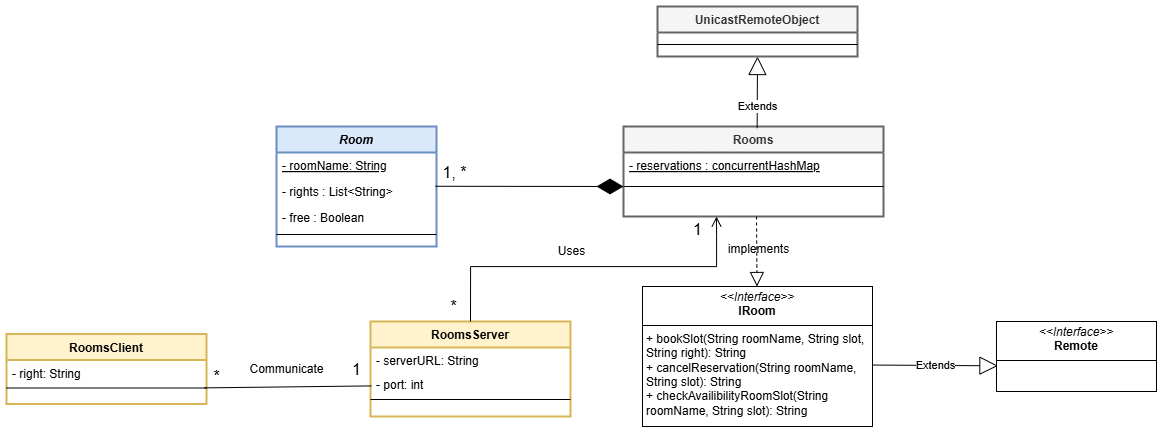 UnicastRemoteObject
Extends
Room
- roomName: String
- rights : List<String>
- free : Boolean
1, *
Rooms
- reservations : concurrentHashMap
1
implements
Uses
*
<<Interface>>
IRoom
+ bookSlot(String roomName, String slot,
String right): String
+ cancelReservation(String roomName,
String slot): String
+ checkAvailibilityRoomSlot(String
roomName, String slot): String
Extends
<<Interface>>
Remote
RoomsServer
- serverURL: String
- port: int
RoomsClient
- right: String
*
Communicate
1